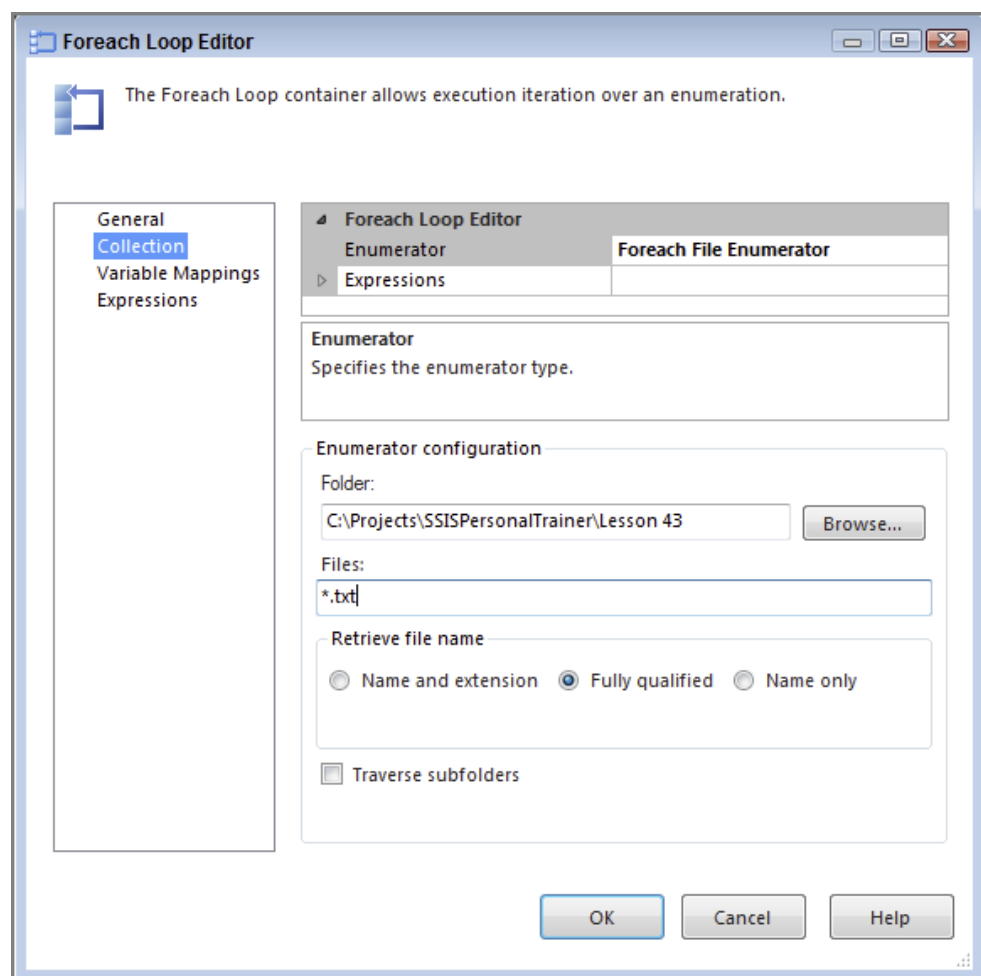 Foreach Loop Editor
The Foreach Loop container allows execution iteration over an enumeration.
General
Collection
Variable Mappings
Expressions
Foreach Loop Editor
Enumerator Foreach File Enumerator
Expressions
Enumerator
Specifies the enumerator type.
Enumerator configuration
Folder:
C:\Projects\SSISPersonalTrainer\Lesson 43 Browse...
Files:
*.txt
Retrieve file name
Name and extension Fully qualified Name only
Traverse subfolders
OK Cancel Help